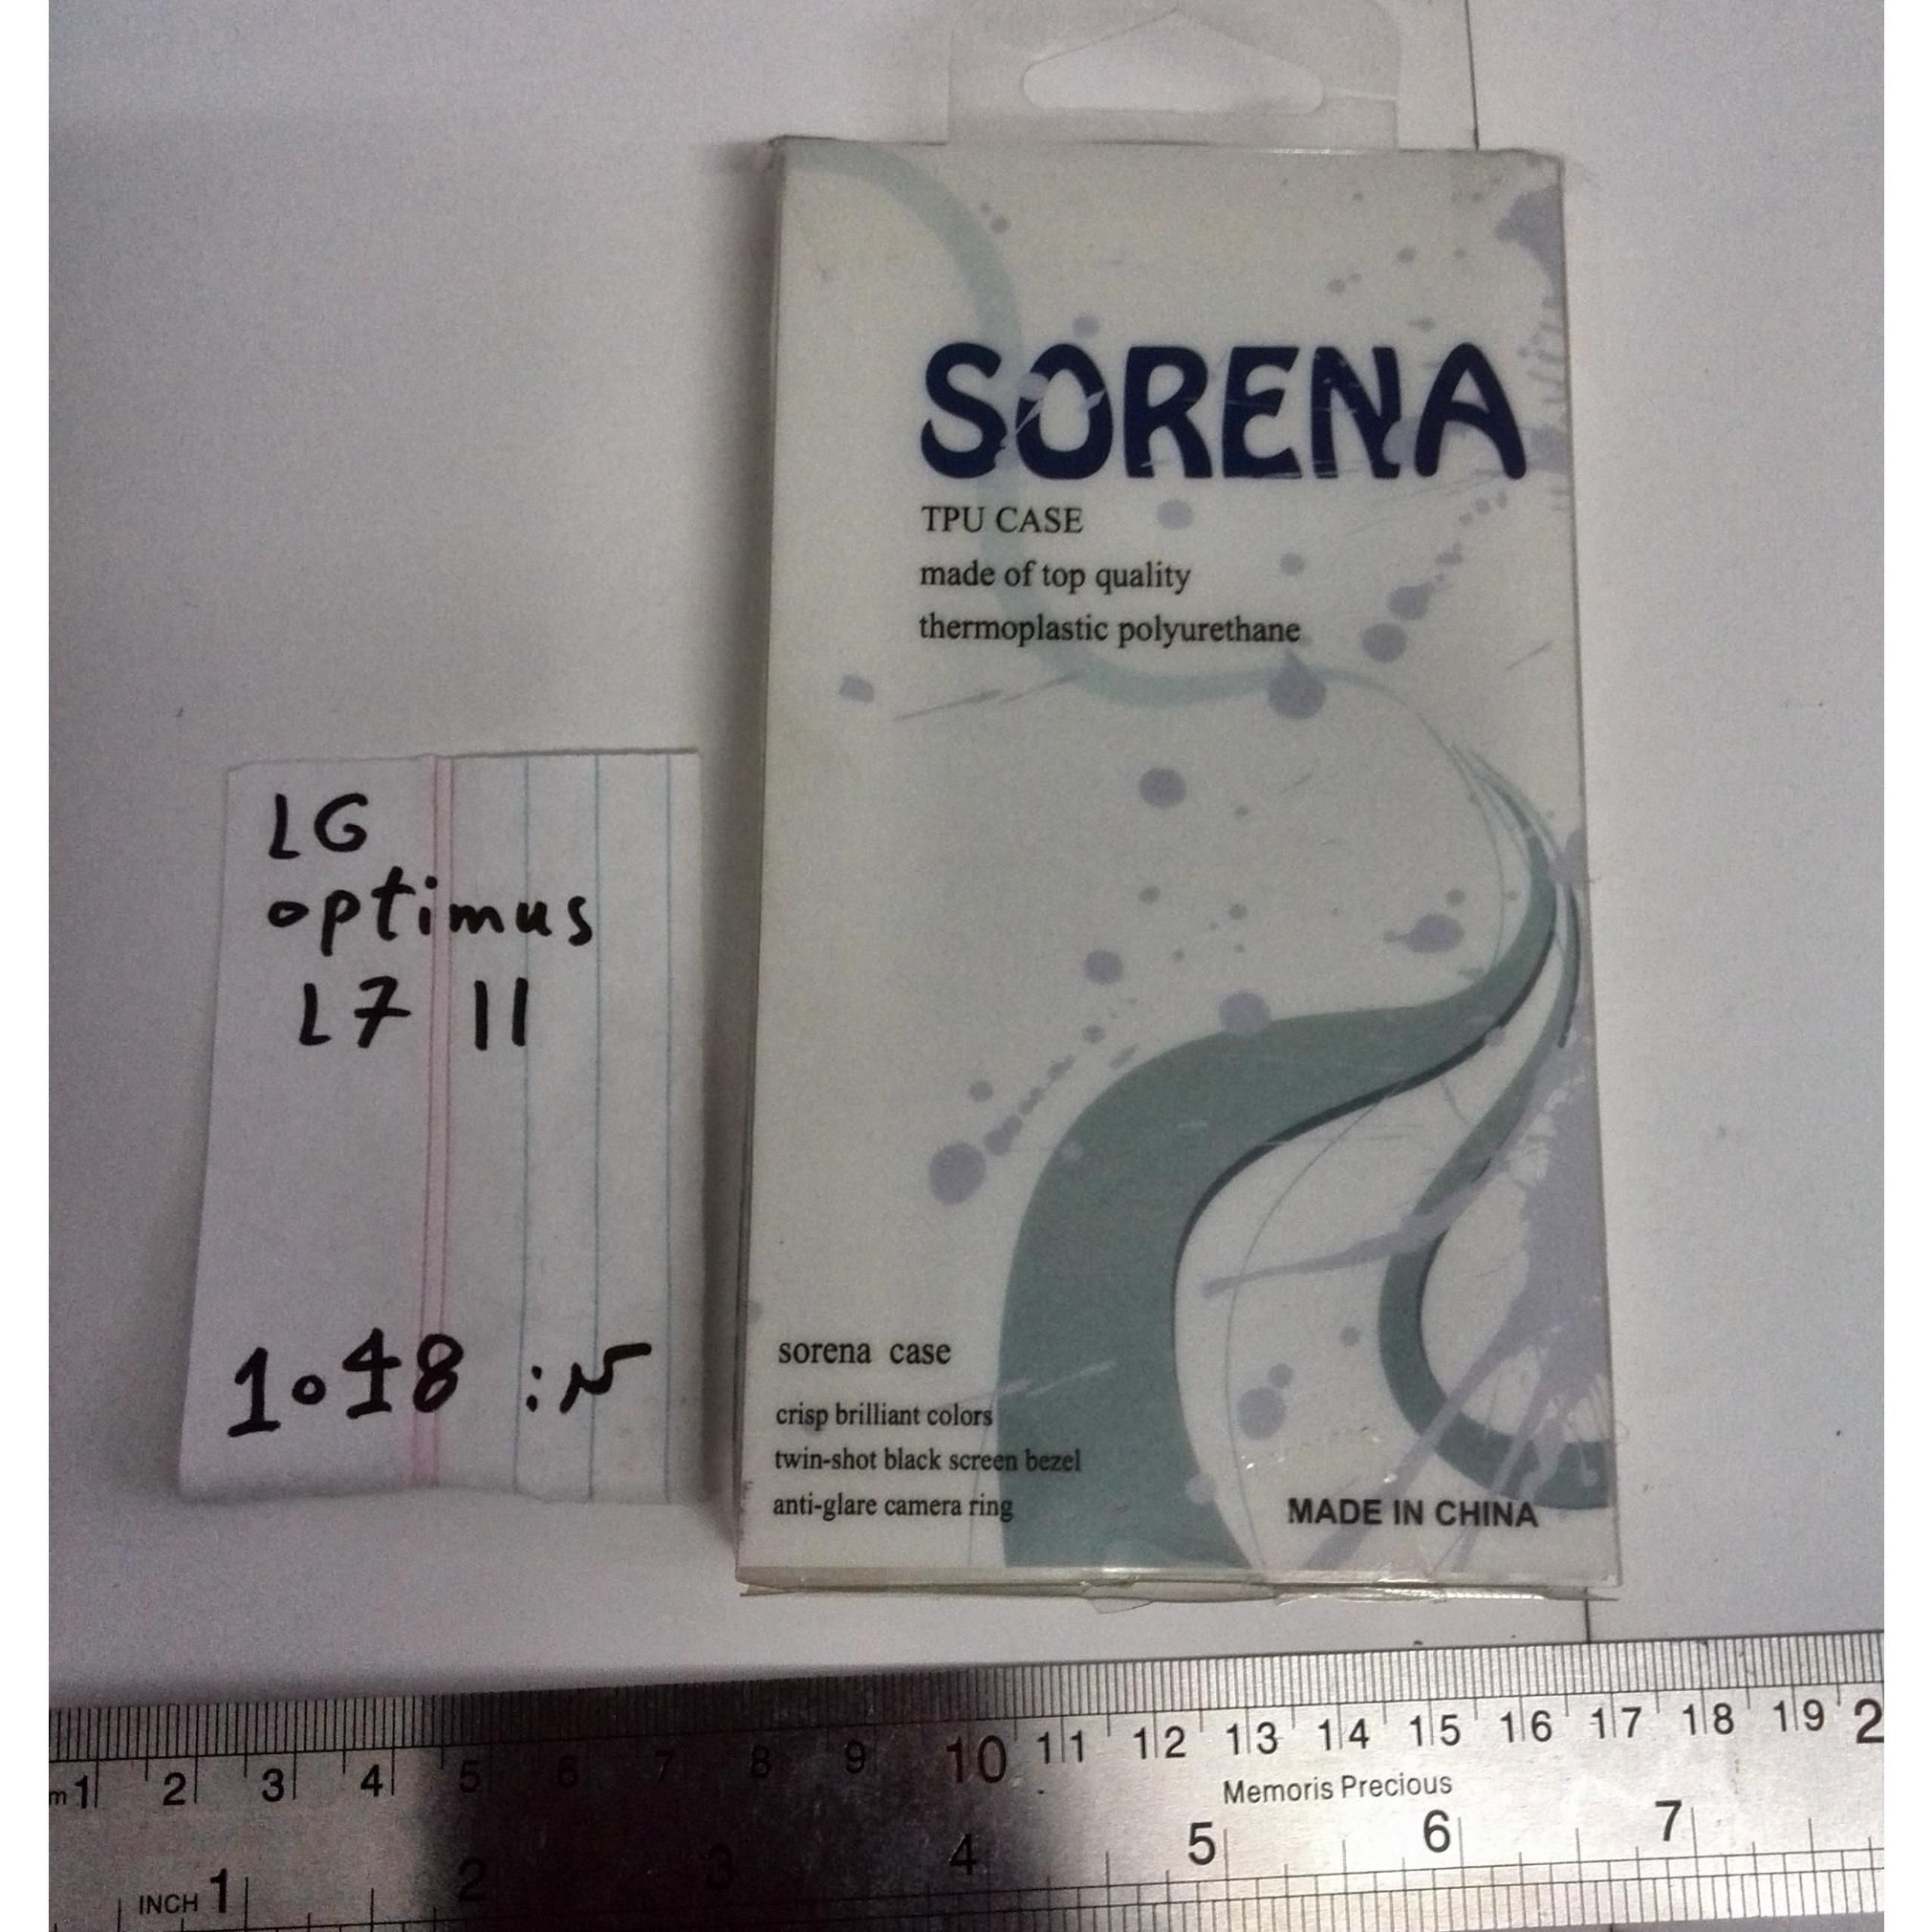 SORENA
TPU CASE
made of top quality
thermoplastic polyurethane
LG
optimus
L7 II
1048 : س
sorena case
crisp brilliant colors
twin-shot black screen bezel
anti-glare camera ring
MADE IN CHINA
m 1 2 3 4 5 6 7 8 9 10 11 12 13 14 15 16 17 18 19 2
Memoris Precious
INCH 1 2 3 4 5 6 7